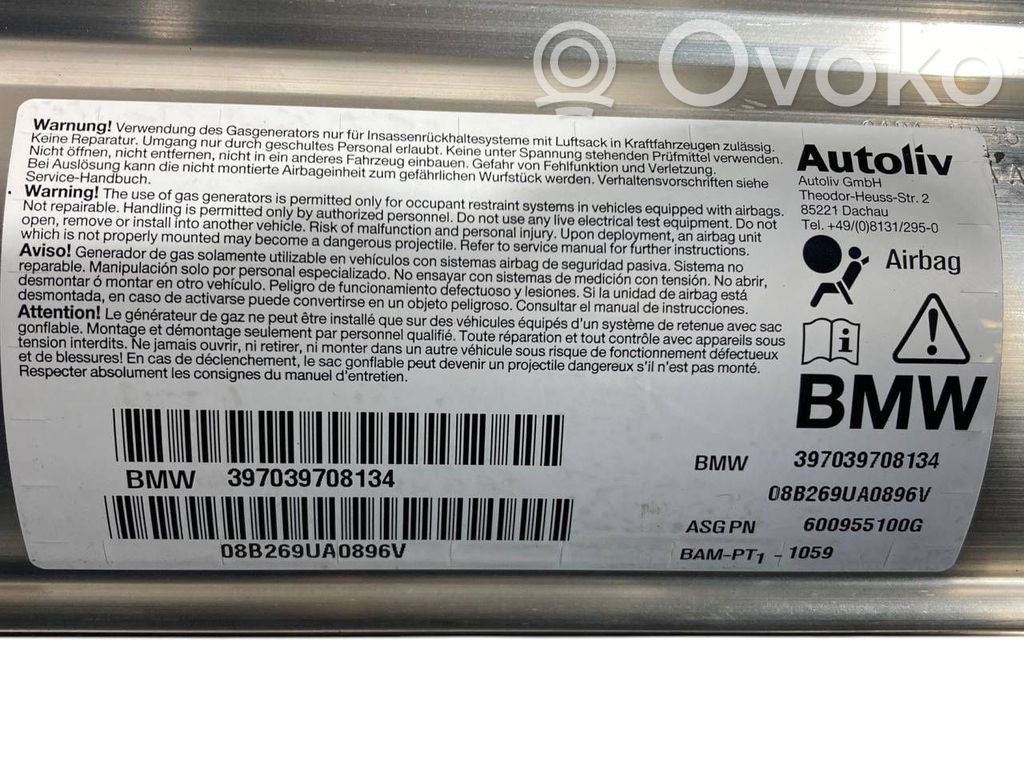 Ovoko
Warnung! Verwendung des Gasgenerators nur für Insassenrückhaltesysteme mit Luftsack in Kraftfahrzeugen zulässig.
Keine Reparatur. Umgang nur durch geschultes Personal erlaubt. Keine unter Spannung stehenden Prüfmittel verwenden.
Nicht öffnen, nicht entfernen, nicht in ein anderes Fahrzeug einbauen. Gefahr von Fehlfunktion und Verletzung.
Bei Auslösung kann die nicht montierte Airbageinheit zum gefährlichen Wurfstück werden. Verhaltensvorschriften siehe
Service-Handbuch.
Warning! The use of gas generators is permitted only for occupant restraint systems in vehicles equipped with airbags.
Not repairable. Handling is permitted only by authorized personnel. Do not use any live electrical test equipment. Do not
open, remove or install into another vehicle. Risk of malfunction and personal injury. Upon deployment, an airbag unit
which is not properly mounted may become a dangerous projectile. Refer to service manual for further instructions.
Aviso! Generador de gas solamente utilizable en vehículos con sistemas airbag de seguridad pasiva. Sistema no
reparable. Manipulación solo por personal especializado. No ensayar con sistemas de medición con tensión. No abrir,
desmontar ó montar en otro vehículo. Peligro de funcionamiento defectuoso y lesiones. Si la unidad de airbag está
desmontada, en caso de activarse puede convertirse en un objeto peligroso. Consultar el manual de instrucciones.
Attention! Le générateur de gaz ne peut être installé que sur des véhicules équipés d'un système de retenue avec sac
gonflable. Montage et démontage seulement par personnel qualifié. Toute réparation et tout contrôle avec appareils sous
tension interdits. Ne jamais ouvrir, ni retirer, ni monter dans un autre véhicule sous risque de fonctionnement défectueux
et de blessures! En cas de déclenchement, le sac gonflable peut devenir un projectile dangereux s'il n'est pas monté.
Respecter absolument les consignes du manuel d'entretien.
Autoliv
Autoliv GmbH
Theodor-Heuss-Str. 2
85221 Dachau
Tel. +49/(0)8131/295-0
Airbag
BMW
BMW 397039708134
08B269UA0896V
BMW 397039708134
08B269UA0896V
ASG PN 600955100G
BAM-PT1 - 1059